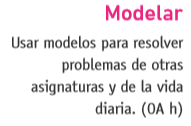 Modelar
Usar modelos para resolver
problemas de otras
asignaturas y de la vida
diaria. (OA h)